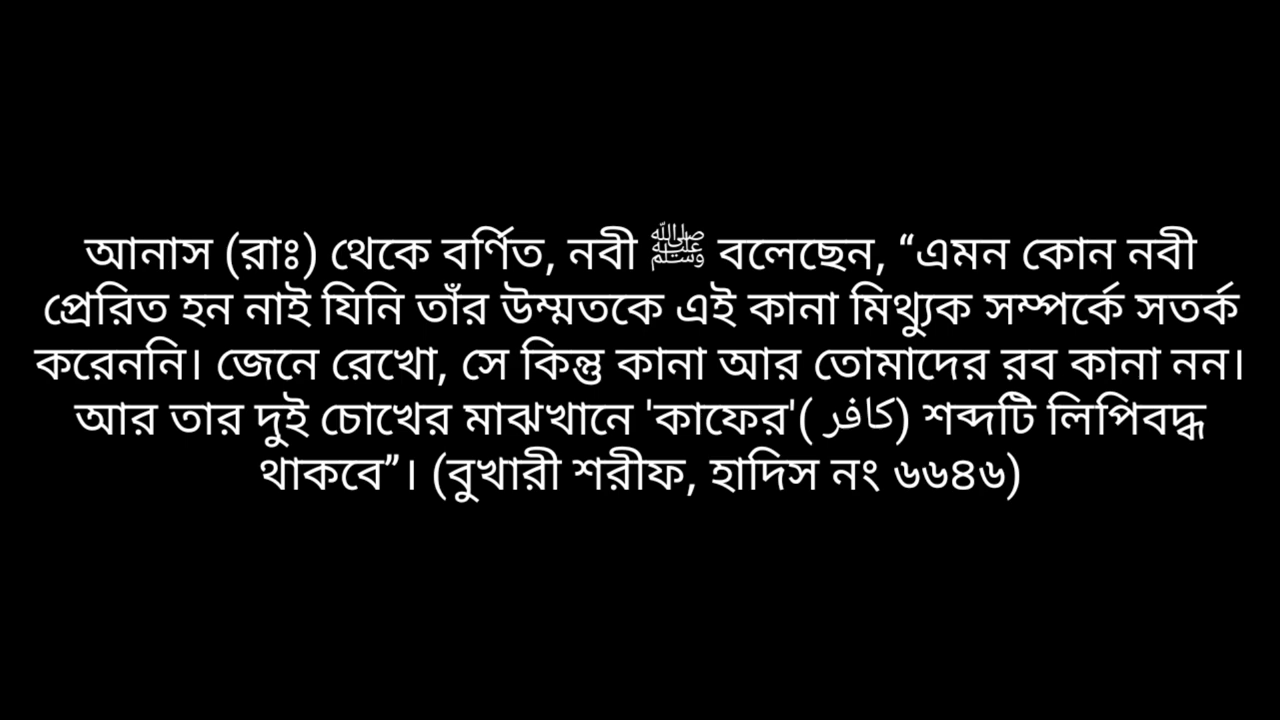 আনাস (রাঃ) থেকে বর্ণিত, নবী ﷺ বলেছেন, “এমন কোন নবী
প্রেরিত হন নাই যিনি তাঁর উম্মতকে এই কানা মিথ্যুক সম্পর্কে সতর্ক
করেননি। জেনে রেখো, সে কিন্তু কানা আর তোমাদের রব কানা নন।
আর তার দুই চোখের মাঝখানে 'কাফের'( كافر) শব্দটি লিপিবদ্ধ
থাকবে”। (বুখারী শরীফ, হাদিস নং ৬৬৪৬)